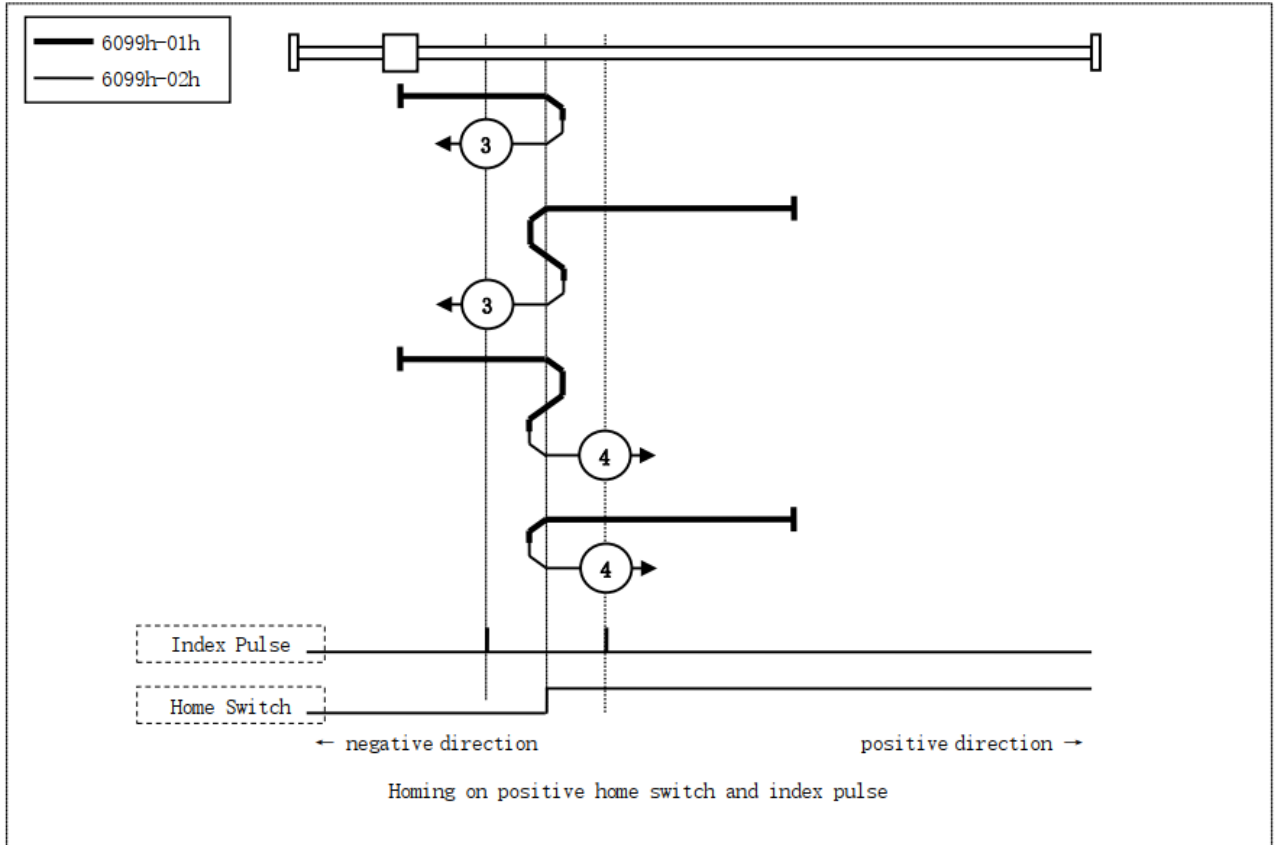 6099h-01h
6099h-02h
3
3
4
4
Index Pulse
Home Switch
← negative direction
positive direction →
Homing on positive home switch and index pulse